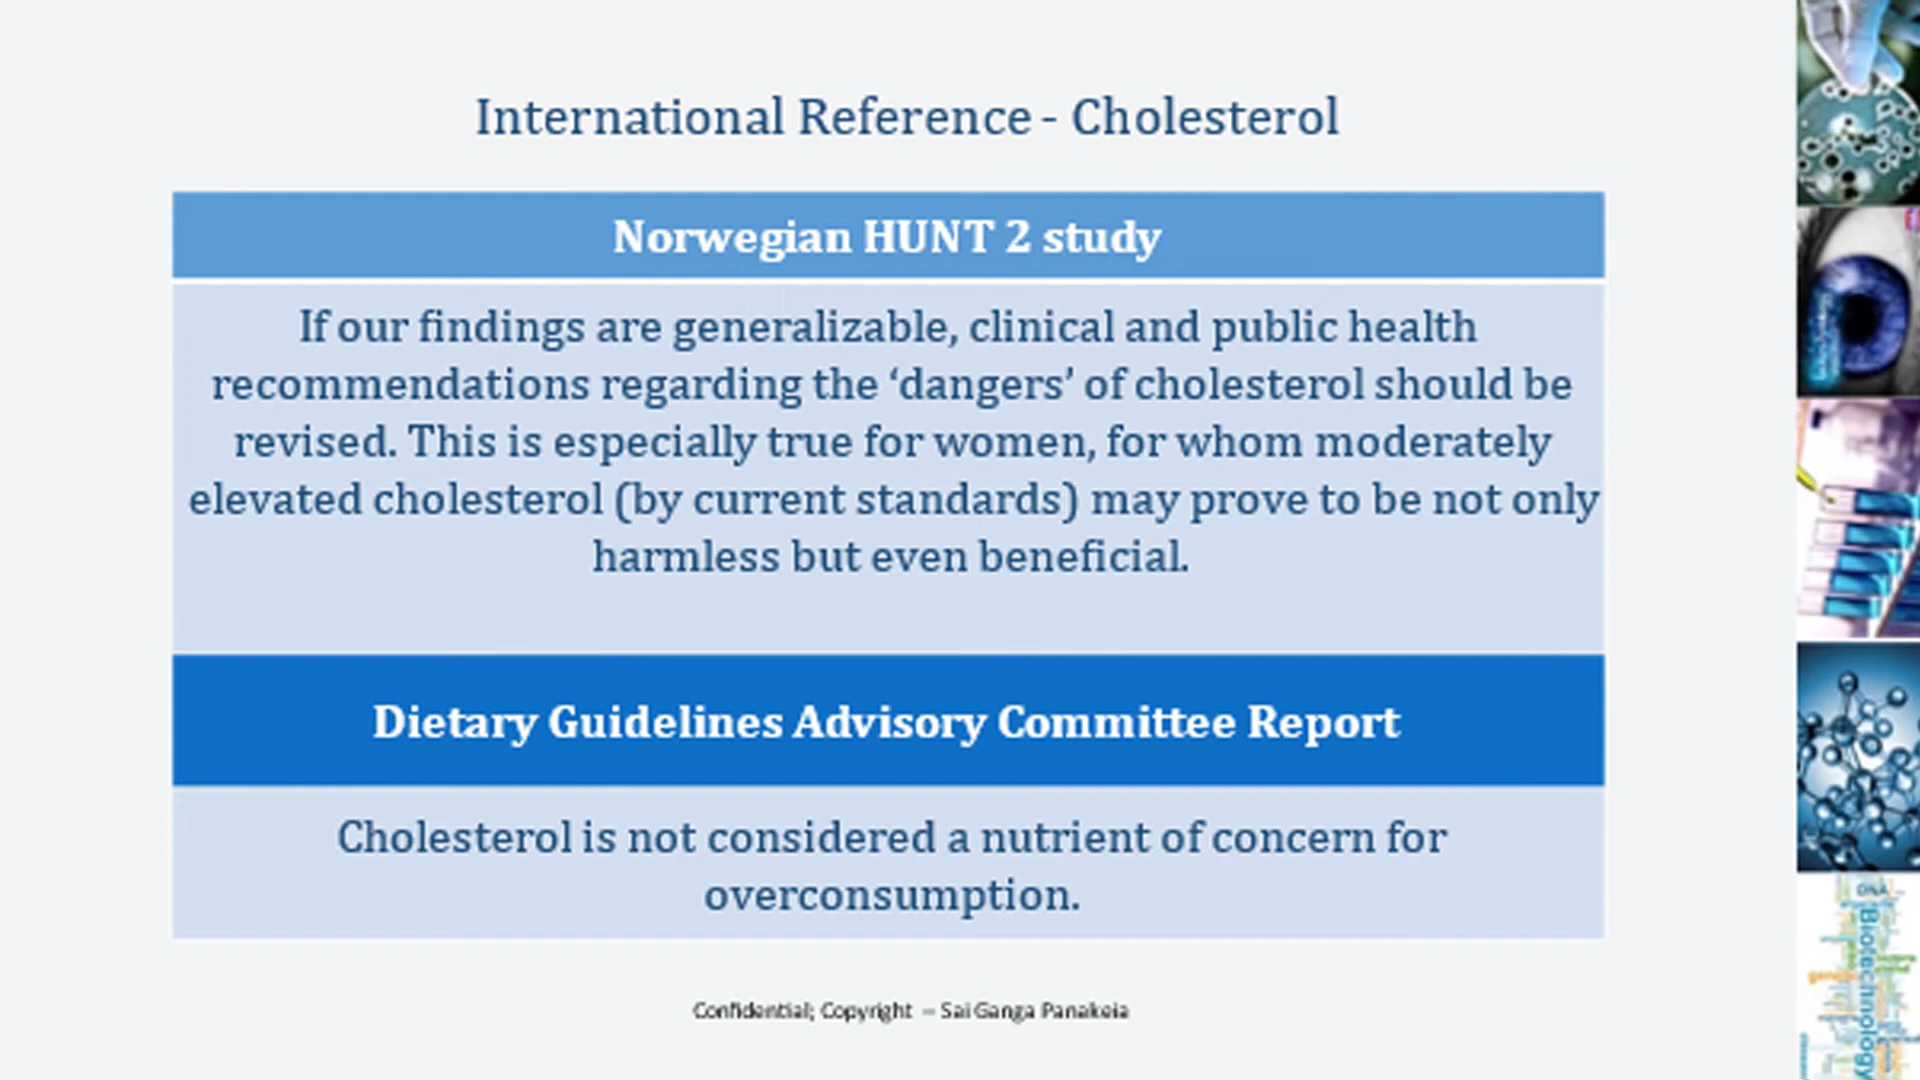 International Reference - Cholesterol
Norwegian HUNT 2 study
If our findings are generalizable, clinical and public health
recommendations regarding the ‘dangers’ of cholesterol should be
revised. This is especially true for women, for whom moderately
elevated cholesterol (by current standards) may prove to be not only
harmless but even beneficial.
Dietary Guidelines Advisory Committee Report
Cholesterol is not considered a nutrient of concern for
overconsumption.
Confidential; Copyright – Sai Ganga Panakeia
DNA
Biotechnology